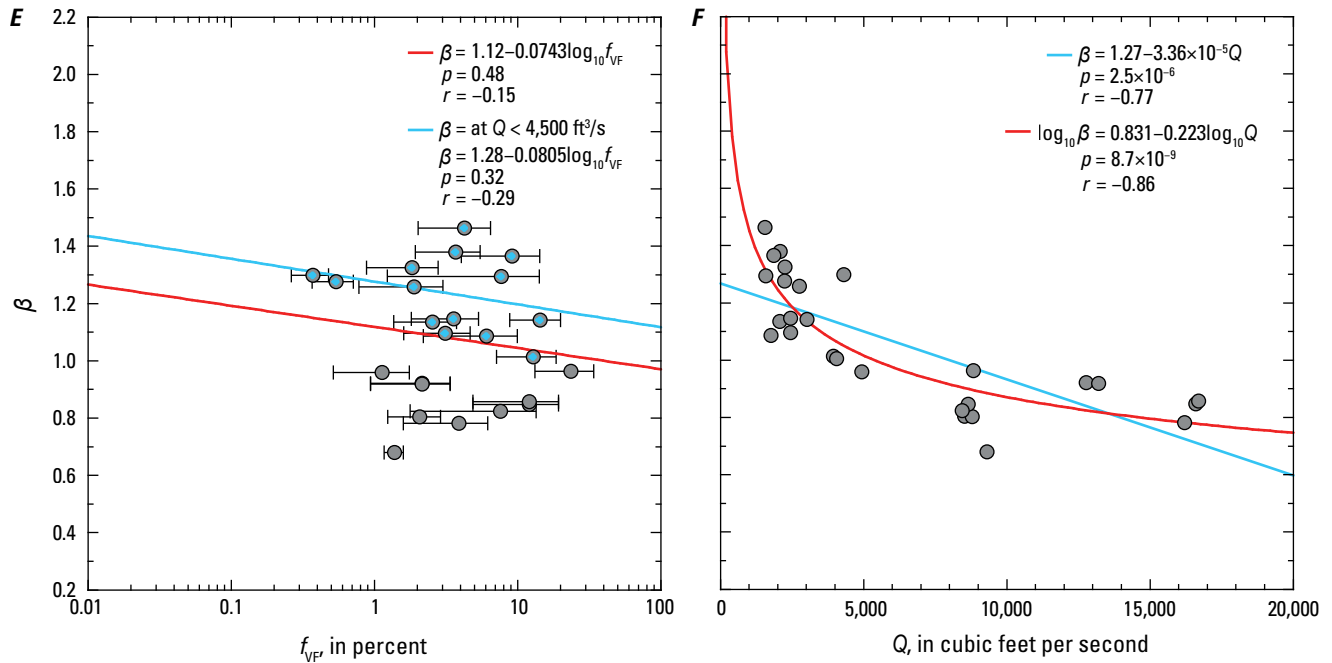 E
2.2
2.0
1.8
1.6
1.4
1.2
1.0
0.8
0.6
0.4
0.2
β
β = 1.12–0.0743log₁₀f_VF
p = 0.48
r = –0.15
β = at Q < 4,500 ft³/s
β = 1.28–0.0805log₁₀f_VF
p = 0.32
r = –0.29
0.01 0.1 1 10 100
f_VF, in percent
F
β = 1.27–3.36×10⁻⁵Q
p = 2.5×10⁻⁶
r = –0.77
log₁₀β = 0.831–0.223log₁₀Q
p = 8.7×10⁻⁹
r = –0.86
0 5,000 10,000 15,000 20,000
Q, in cubic feet per second